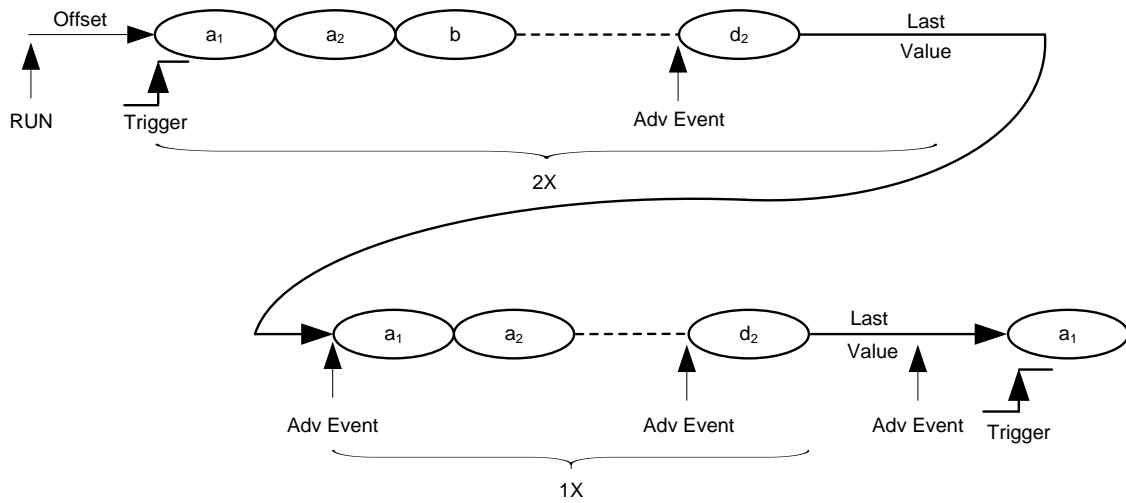 Offset
a₁ a₂ b d₂ Last
Value
RUN Trigger Adv Event
2X
a₁ a₂ d₂ Last a₁
Value
Adv Event Adv Event Adv Event Trigger
1X